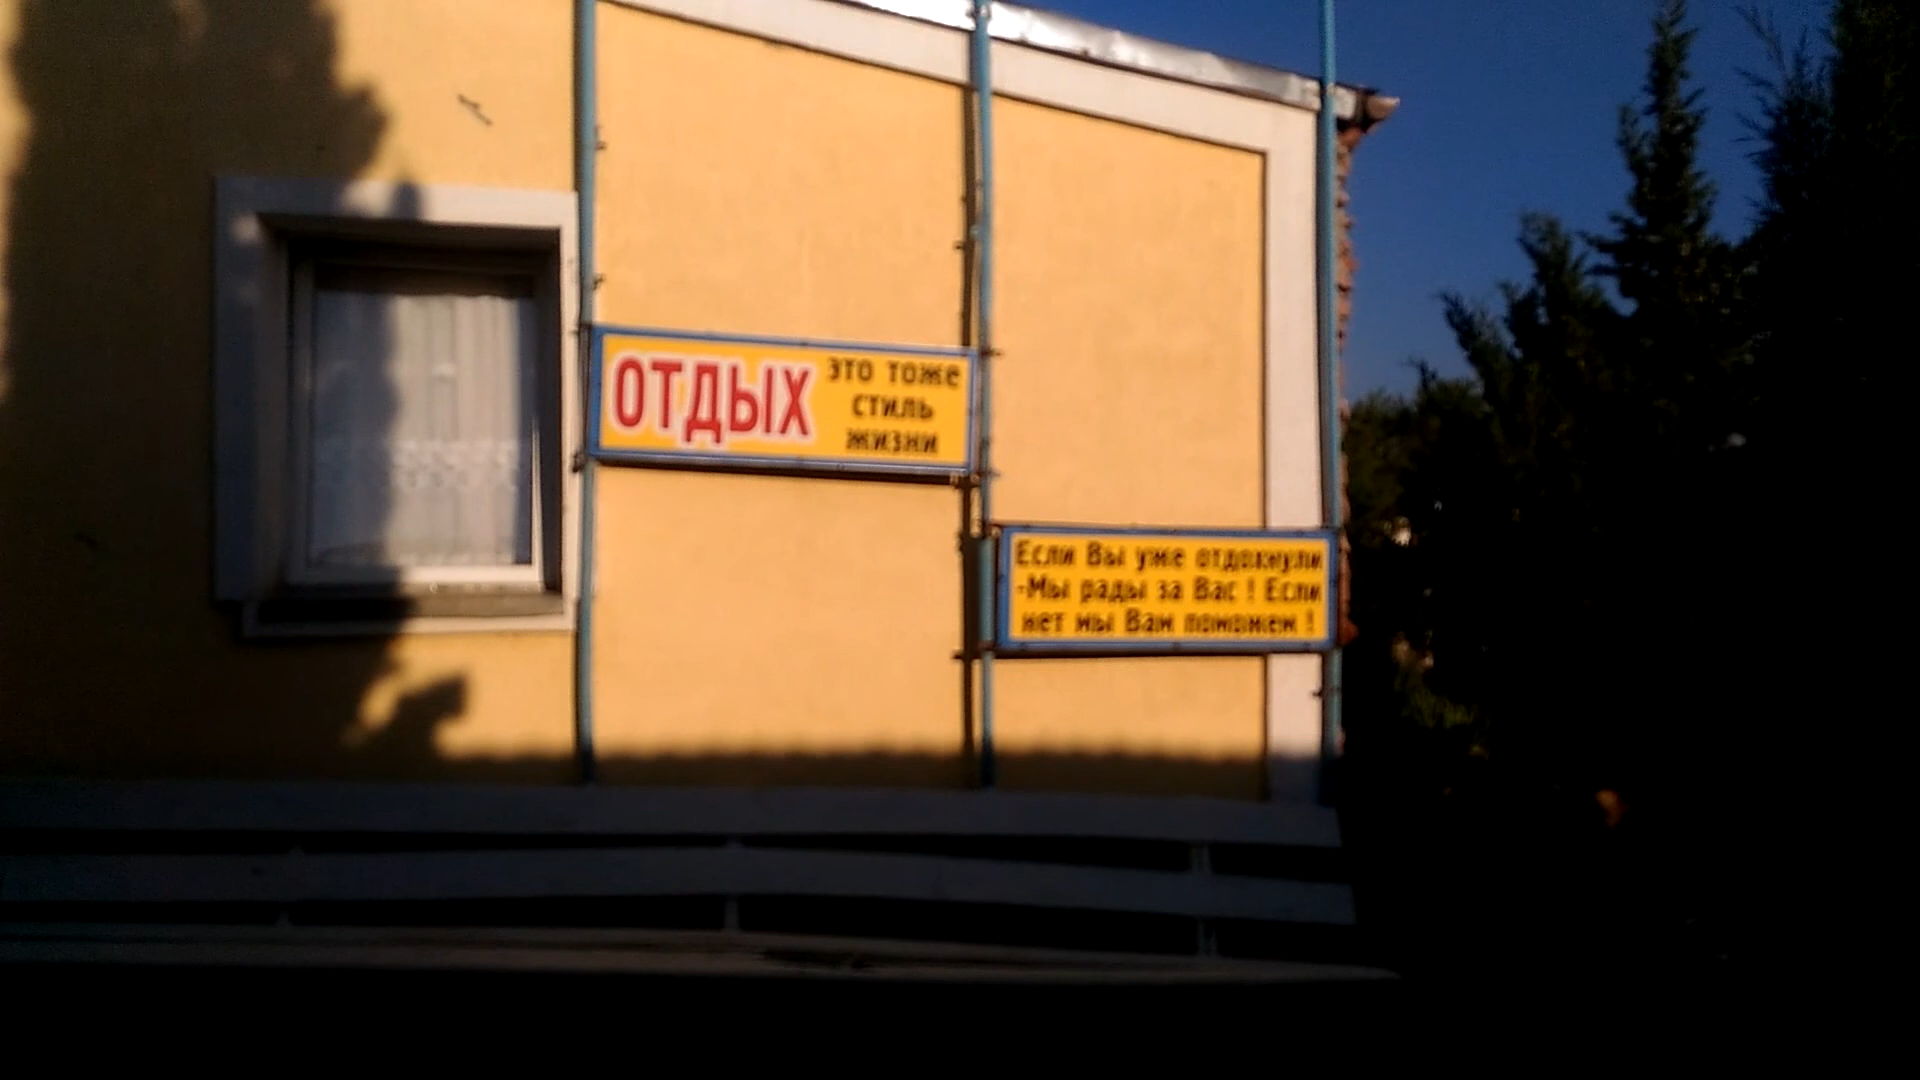 ОТДЫХ
это тоже
стиль
жизни
Если Вы уже отдохнули
-Мы рады за Вас ! Если
нет мы Вам поможем !